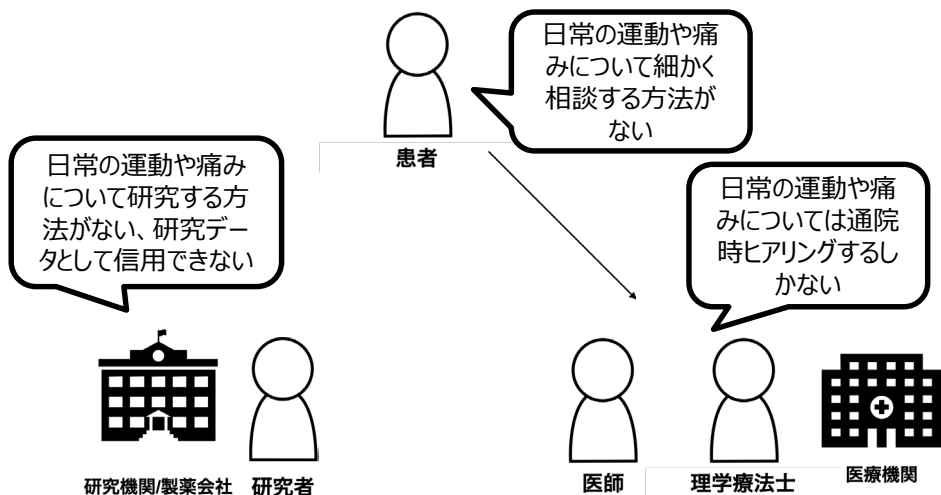 日常の運動や痛
みについて細かく
相談する方法が
ない
患者
日常の運動や痛み
について研究する方
法がない、研究デー
タとして信用できない
日常の運動や痛
みについては通院
時ヒアリングするし
かない
研究機関/製薬会社
研究者
医師
理学療法士
医療機関